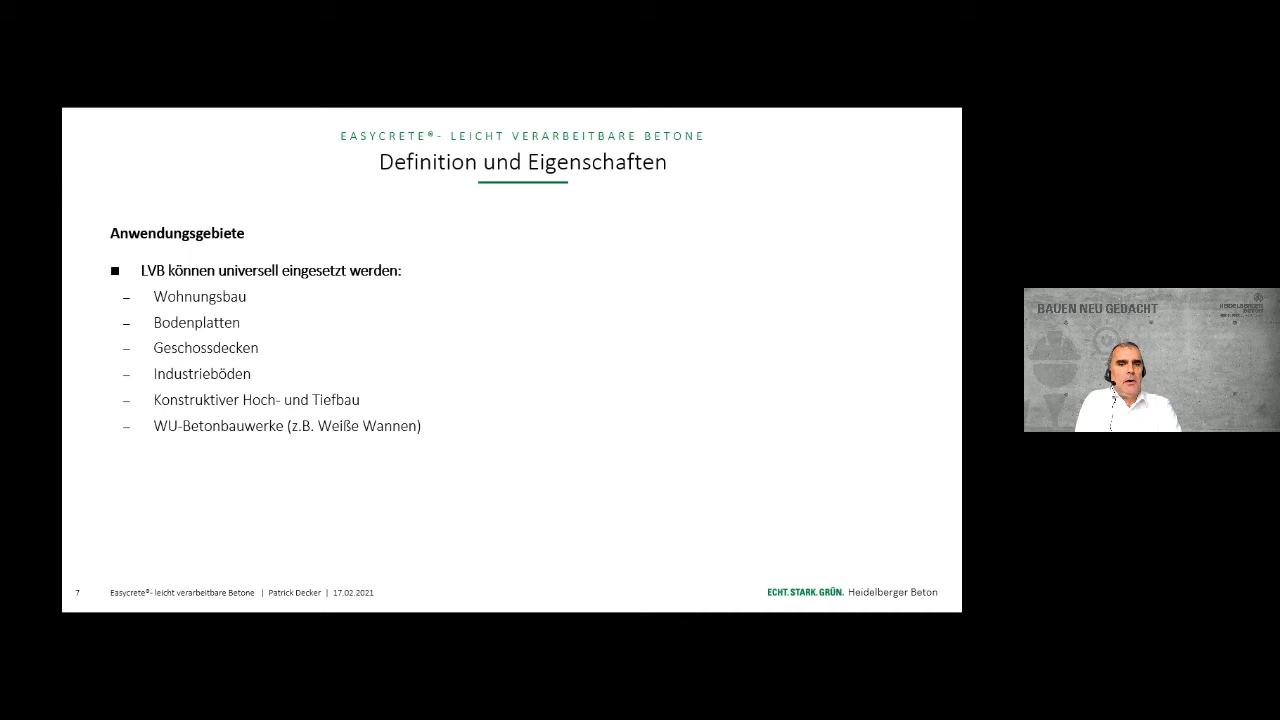 EASYCRETE®- LEICHT VERARBEITBARE BETONE
Definition und Eigenschaften
Anwendungsgebiete
■ LVB können universell eingesetzt werden:
– Wohnungsbau
– Bodenplatten
– Geschossdecken
– Industrieböden
– Konstruktiver Hoch- und Tiefbau
– WU-Betonbauwerke (z.B. Weiße Wannen)
BAUEN NEU GEDACHT
7 Easycrete®- leicht verarbeitbare Betone | Patrick Decker | 17.02.2021
ECHT. STARK. GRÜN. Heidelberger Beton